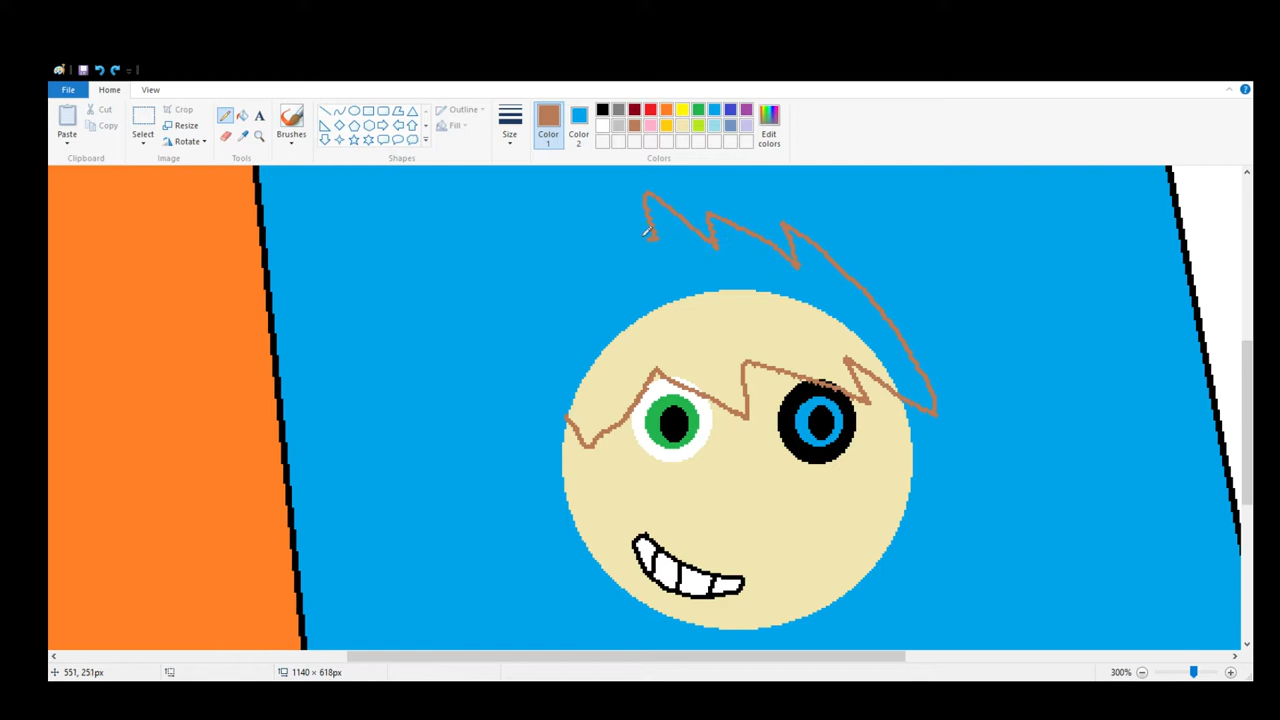 File Home View
Cut
Copy
Paste
Clipboard
Crop
Resize
Rotate
Select
Image
A
Tools
Brushes
Outline
Fill
Shapes
Size
Color
1
Color
2
Edit
colors
Colors
551, 251px
1140 × 618px
300%